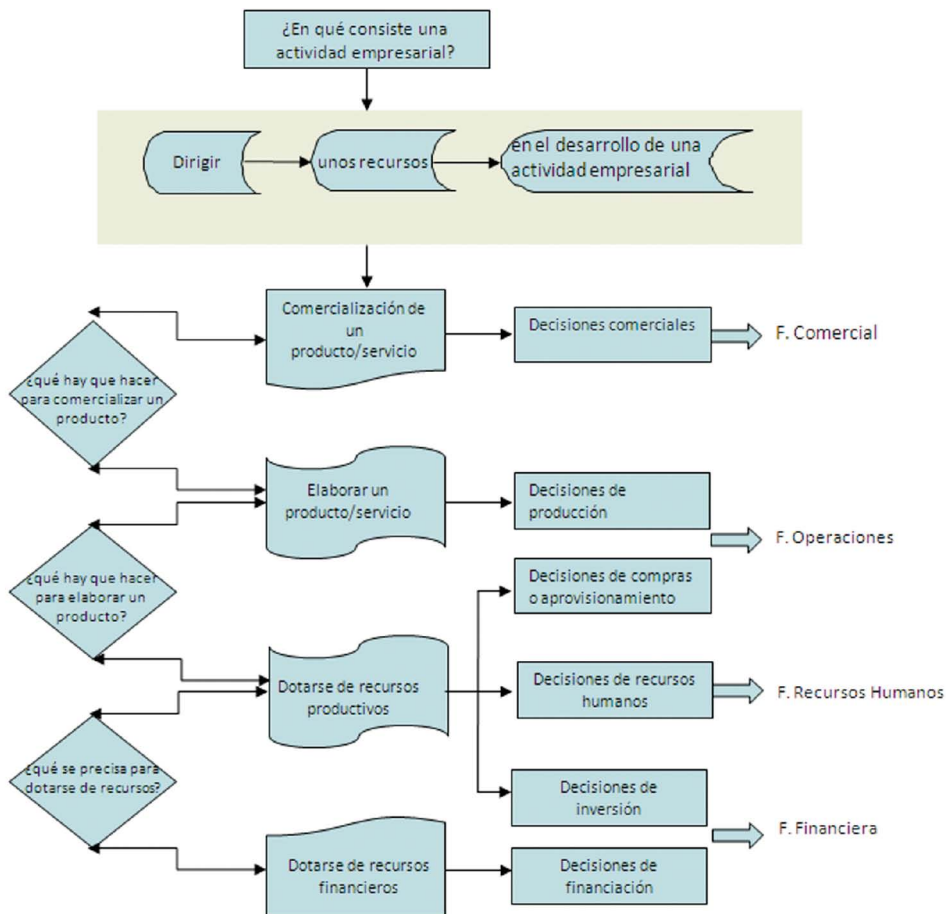 ¿En qué consiste una
actividad empresarial?
Dirigir
unos recursos
en el desarrollo de una
actividad empresarial
Comercialización de
un
producto/servicio
Decisiones comerciales
F. Comercial
¿qué hay que hacer
para comercializar un
producto?
Elaborar un
producto/servicio
Decisiones de
producción
F. Operaciones
¿qué hay que hacer
para elaborar un
producto?
Decisiones de compras
o aprovisionamiento
Dotarse de recursos
productivos
Decisiones de recursos
humanos
F. Recursos Humanos
¿qué se precisa para
dotarse de recursos?
Decisiones de
inversión
F. Financiera
Dotarse de recursos
financieros
Decisiones de
financiación